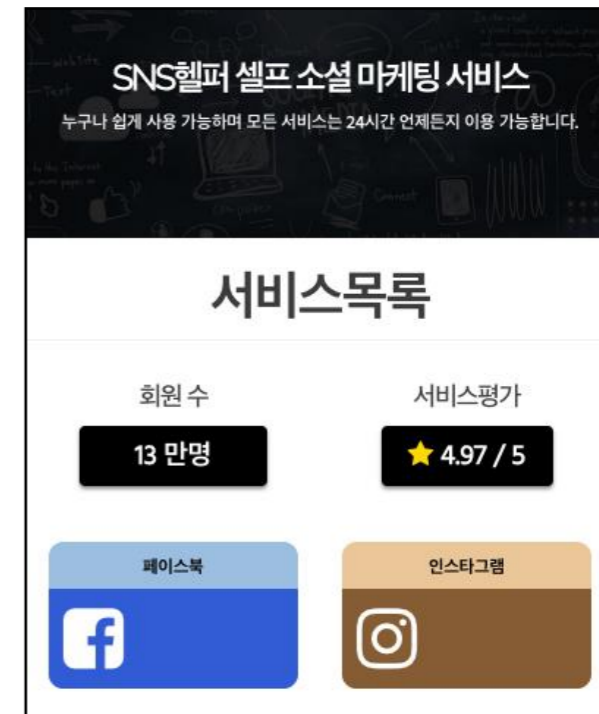 SNS헬퍼 셀프 소셜 마케팅 서비스
누구나 쉽게 사용 가능하며 모든 서비스는 24시간 언제든지 이용 가능합니다.
서비스목록
회원 수
서비스평가
13 만명
4.97 / 5
페이스북
인스타그램